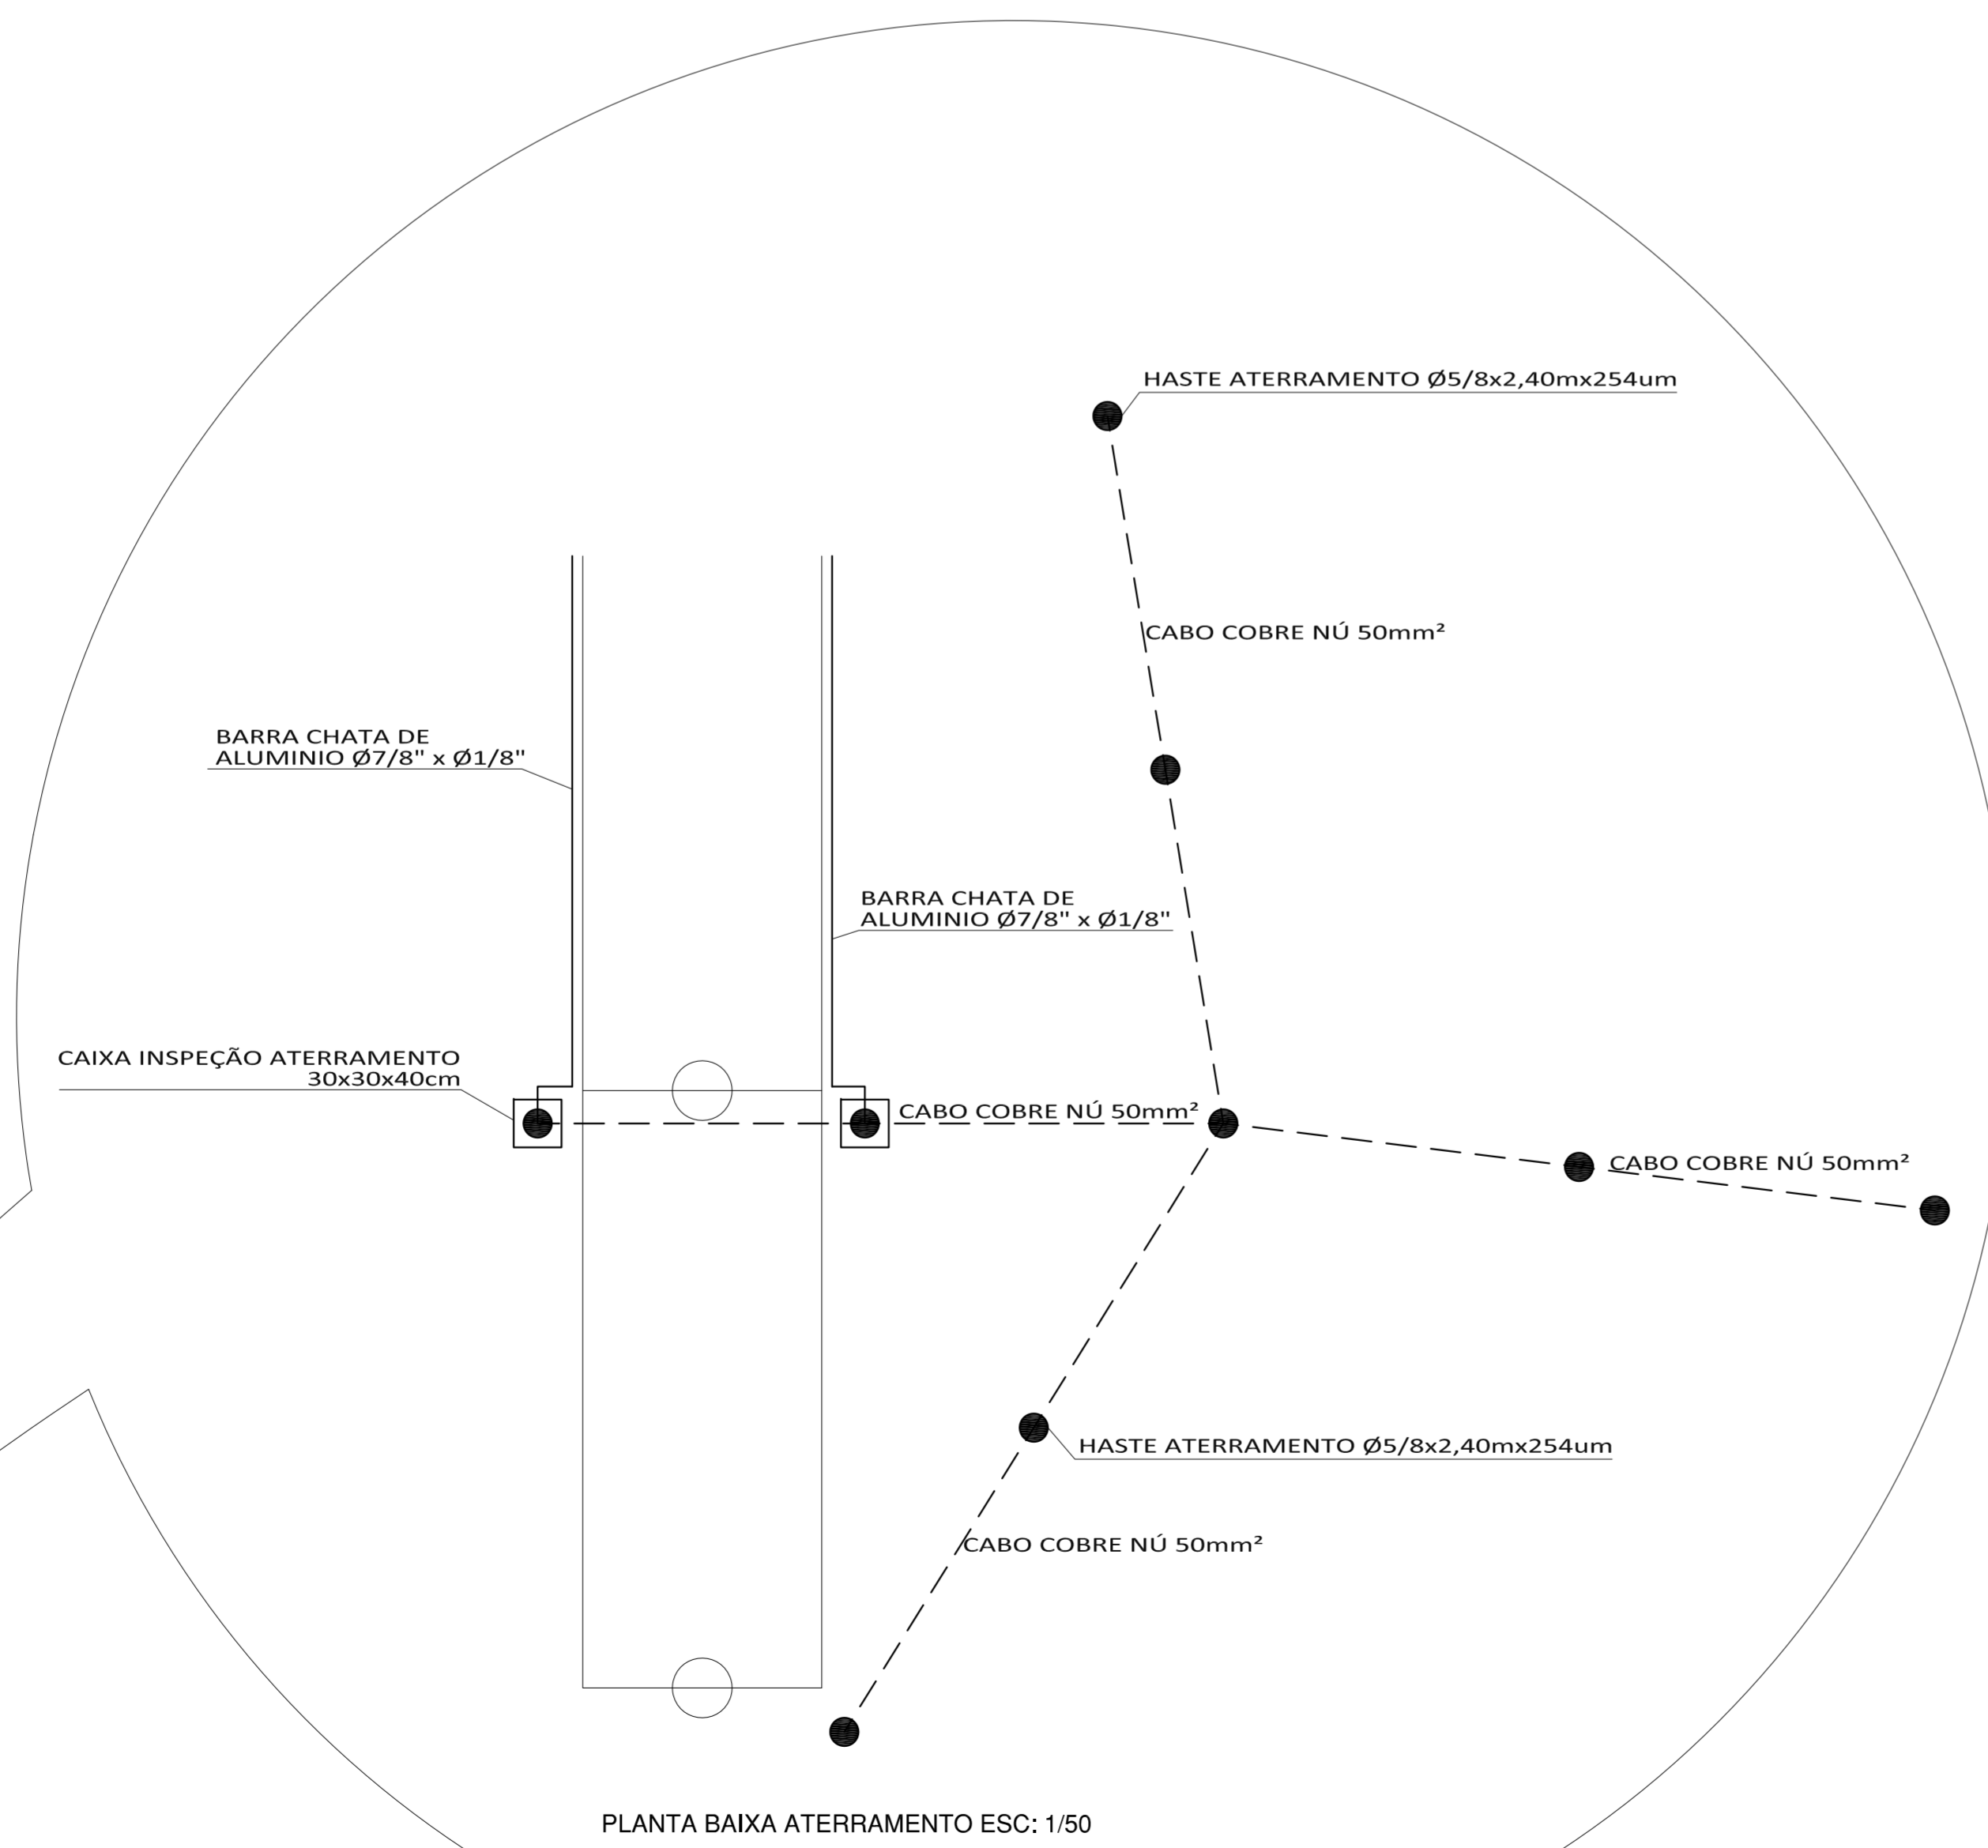 HASTE ATERRAMENTO Ø5/8x2,40mx254um
CABO COBRE NÚ 50mm²
BARRA CHATA DE
ALUMINIO Ø7/8" x Ø1/8"
BARRA CHATA DE
ALUMINIO Ø7/8" x Ø1/8"
CAIXA INSPEÇÃO ATERRAMENTO
30x30x40cm
CABO COBRE NÚ 50mm²
CABO COBRE NÚ 50mm²
HASTE ATERRAMENTO Ø5/8x2,40mx254um
CABO COBRE NÚ 50mm²
PLANTA BAIXA ATERRAMENTO ESC: 1/50